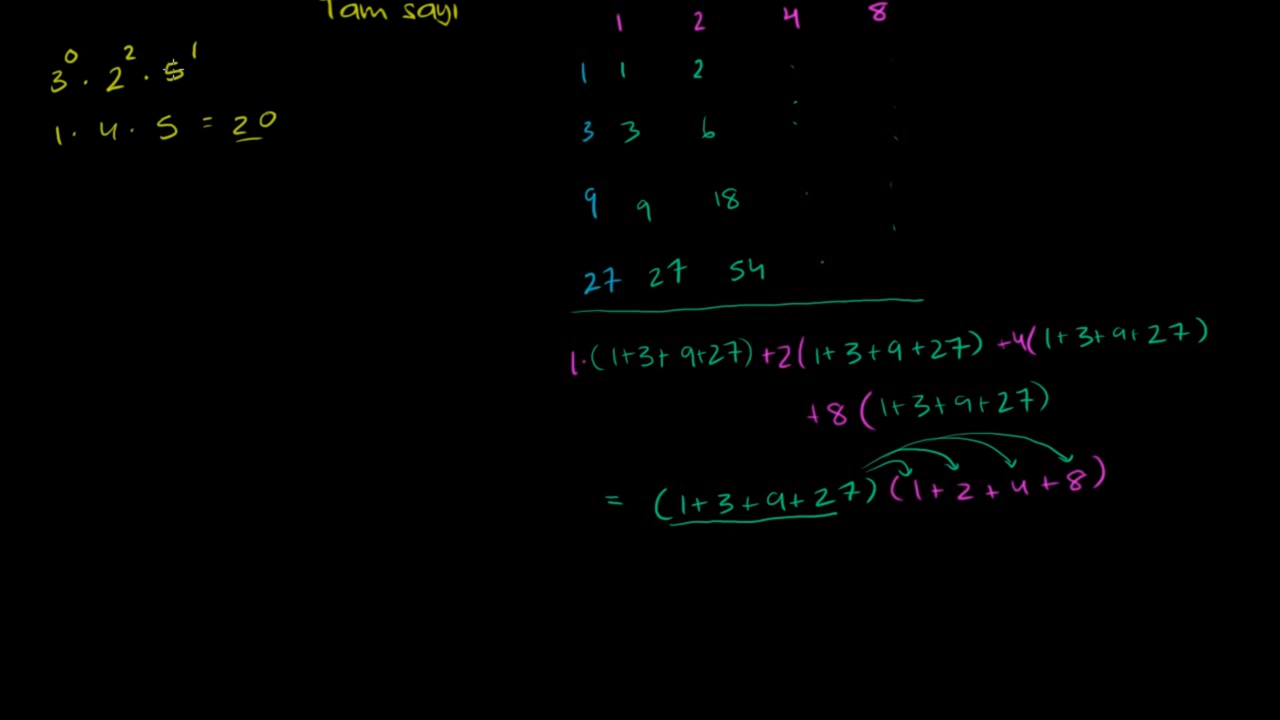 Tam sayı
3⁰ · 2² · 5¹
1 · 4 · 5 = 20
1 2 4 8
1 1 2
3 3 6
9 9 18
27 27 54
1·(1+3+9+27)+2(1+3+9+27)+4(1+3+9+27)
+8(1+3+9+27)
= (1+3+9+27)(1+2+4+8)